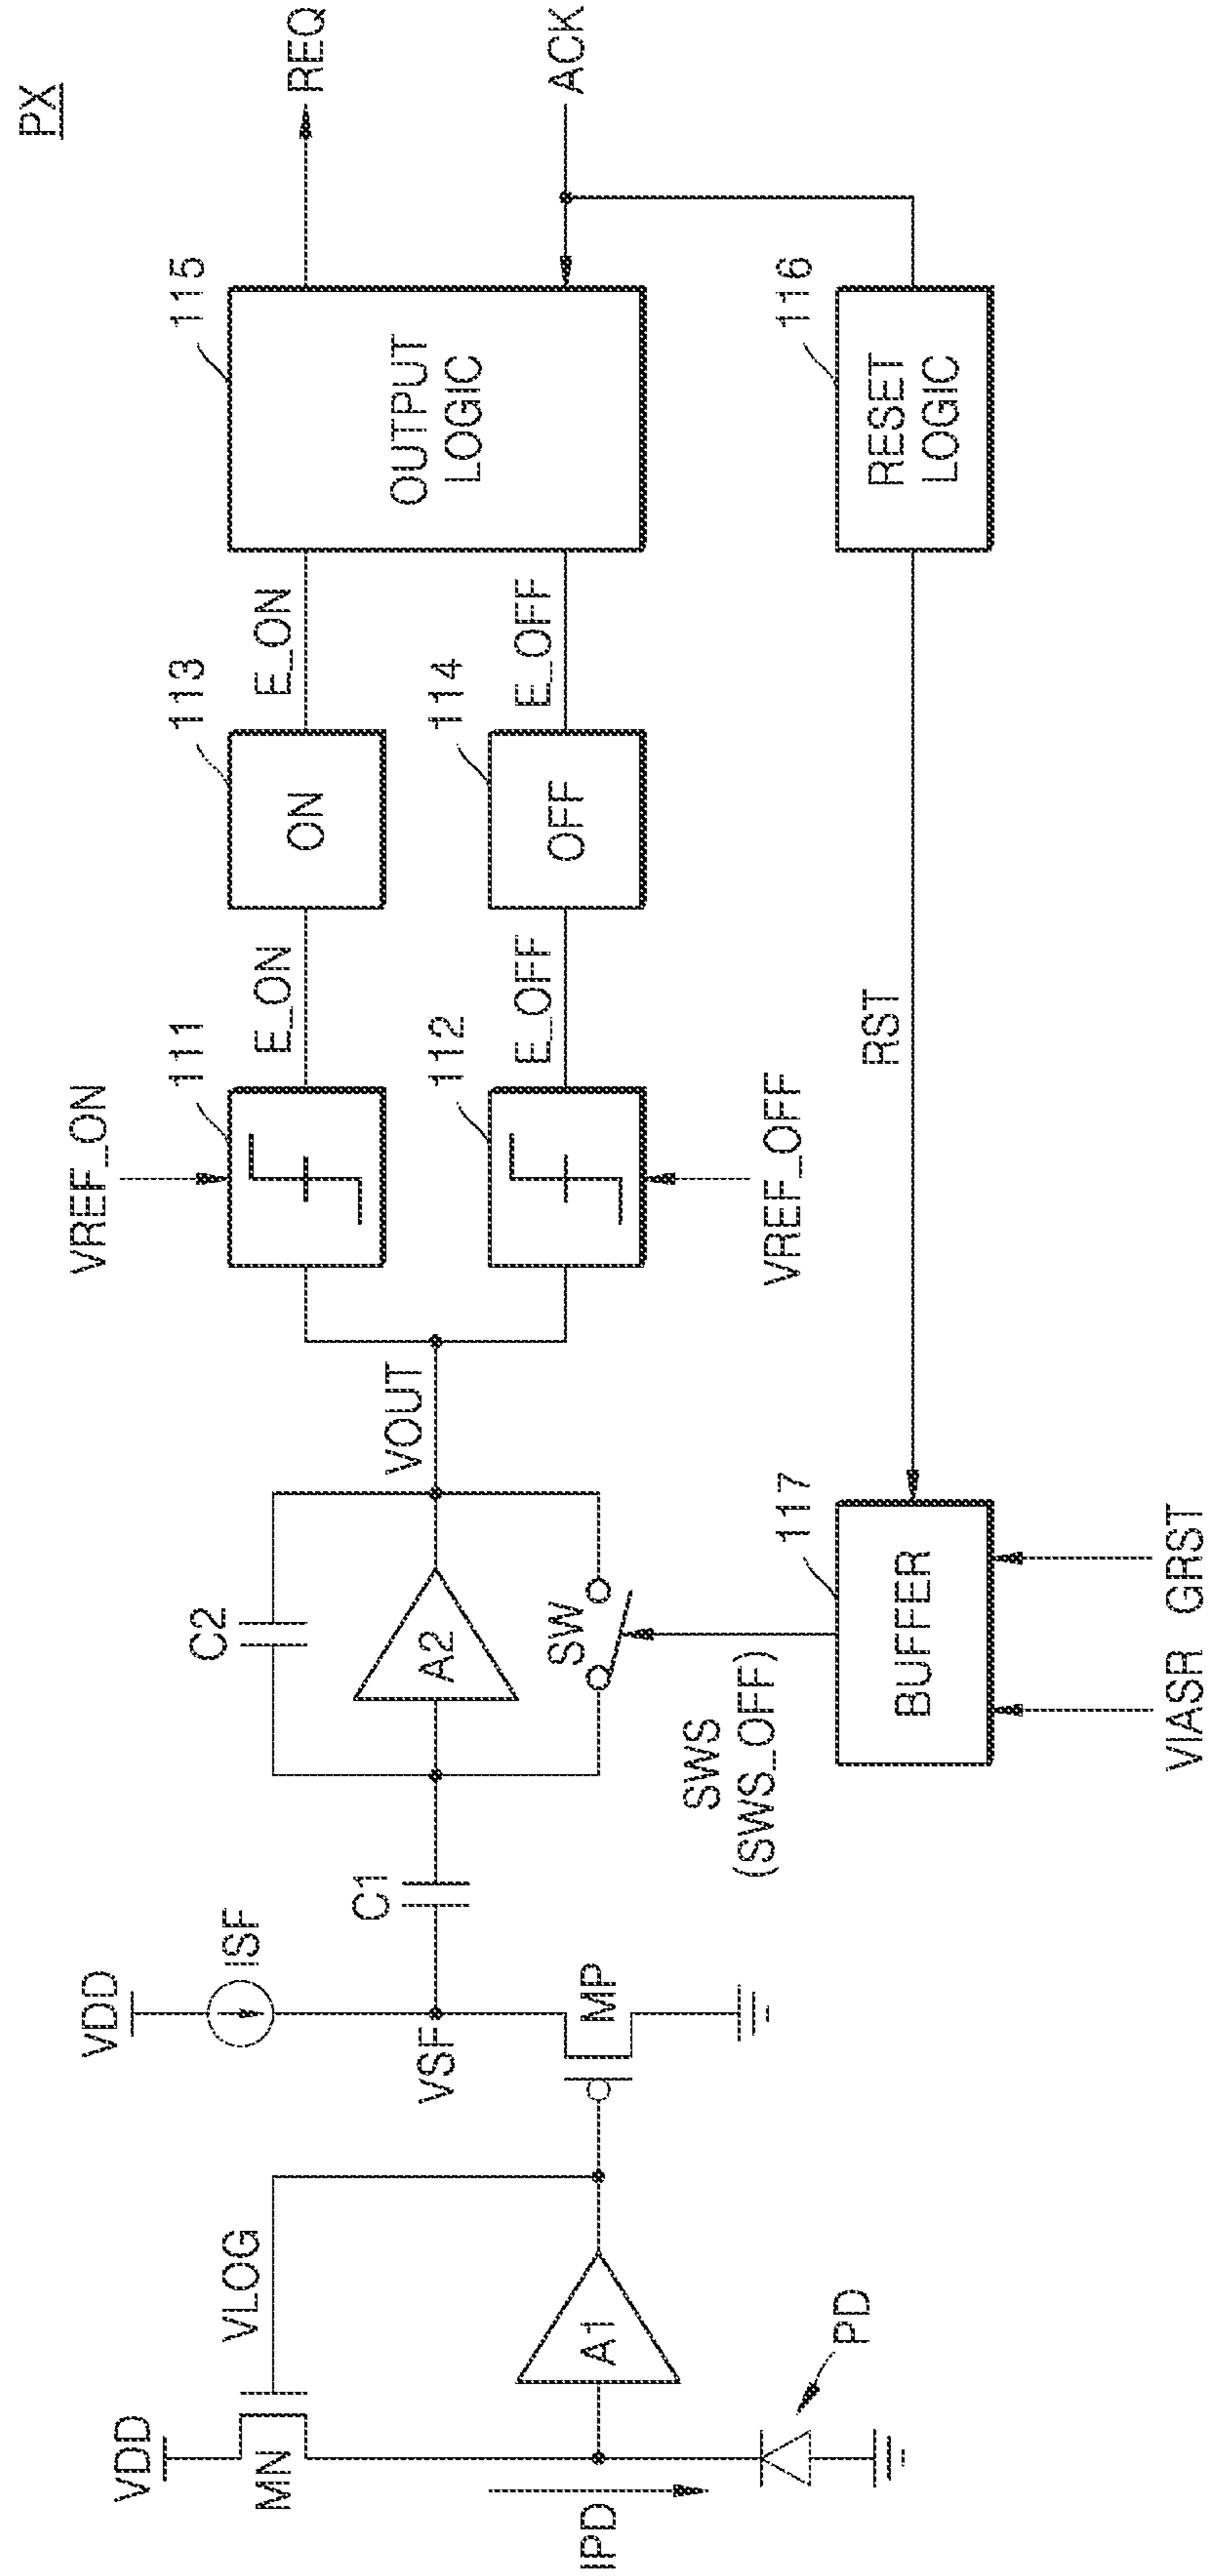 PX
VDD
VLOG
MN
IPD
A1
PD
VDD
ISF
VSF
MP
C1
C2
A2
SW
SWS
(SWS_OFF)
VOUT
VREF_ON
111
E_ON
113
ON
E_ON
115
OUTPUT
LOGIC
REQ
112
E_OFF
114
OFF
E_OFF
ACK
VREF_OFF
117
BUFFER
VIASR
GRST
RST
116
RESET
LOGIC